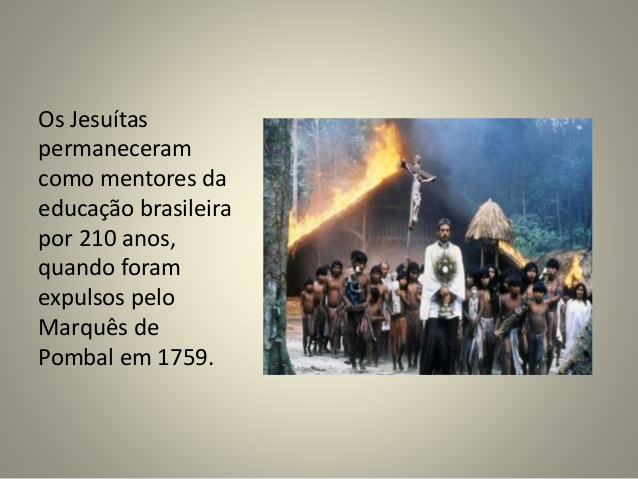 Os Jesuítas
permaneceram
como mentores da
educação brasileira
por 210 anos,
quando foram
expulsos pelo
Marquês de
Pombal em 1759.